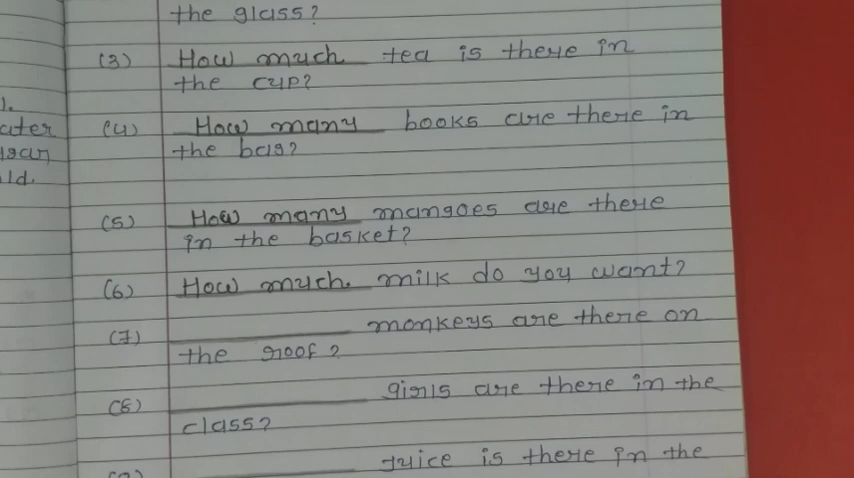 the glass?
(3) How much tea is there in
the cup?
ater
(4) How many books are there in
the bag?
ld.
(5) How many mangoes are there
in the basket?
(6) How much milk do you want?
(7) monkeys are there on
the roof?
(8) girls are there in the
class?
juice is there in the